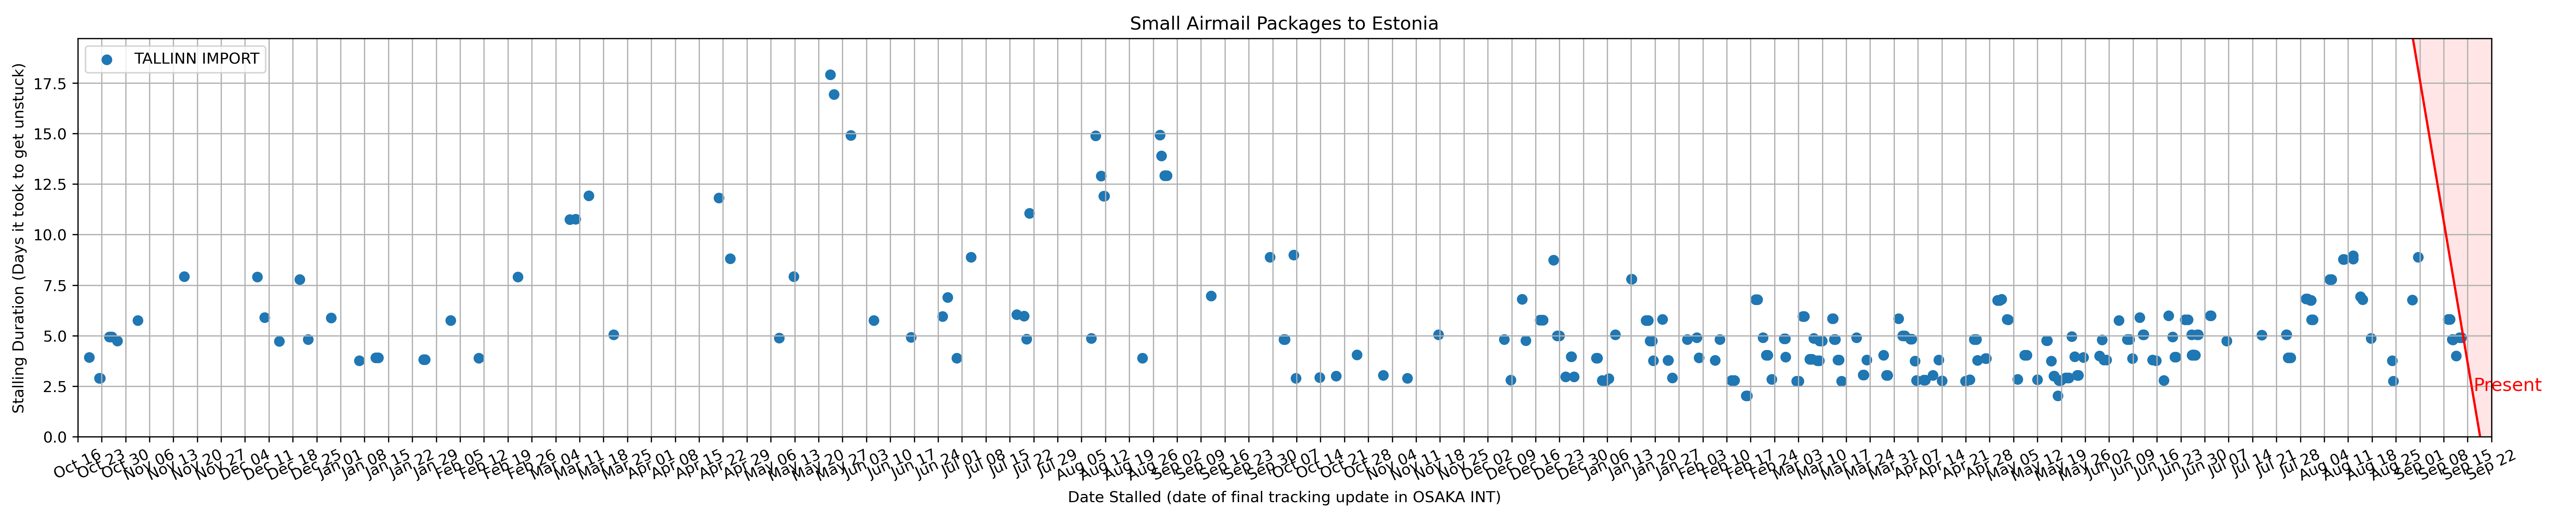 Small Airmail Packages to Estonia
TALLINN IMPORT
Stalling Duration (Days it took to get unstuck)
17.5
15.0
12.5
10.0
7.5
5.0
2.5
0.0
Present
Oct 16
Oct 23
Oct 30
Nov 06
Nov 13
Nov 20
Nov 27
Dec 04
Dec 11
Dec 18
Dec 25
Jan 01
Jan 08
Jan 15
Jan 22
Jan 29
Feb 05
Feb 12
Feb 19
Feb 26
Mar 04
Mar 11
Mar 18
Mar 25
Apr 01
Apr 08
Apr 15
Apr 22
Apr 29
May 06
May 13
May 20
May 27
Jun 03
Jun 10
Jun 17
Jun 24
Jul 01
Jul 08
Jul 15
Jul 22
Jul 29
Aug 05
Aug 12
Aug 19
Aug 26
Sep 02
Sep 09
Sep 16
Sep 23
Sep 30
Oct 07
Oct 14
Oct 21
Oct 28
Nov 04
Nov 11
Nov 18
Nov 25
Dec 02
Dec 09
Dec 16
Dec 23
Dec 30
Jan 06
Jan 13
Jan 20
Jan 27
Feb 03
Feb 10
Feb 17
Feb 24
Mar 03
Mar 10
Mar 17
Mar 24
Mar 31
Apr 07
Apr 14
Apr 21
Apr 28
May 05
May 12
May 19
May 26
Jun 02
Jun 09
Jun 16
Jun 23
Jun 30
Jul 07
Jul 14
Jul 21
Jul 28
Aug 04
Aug 11
Aug 18
Aug 25
Sep 01
Sep 08
Sep 15
Sep 22
Date Stalled (date of final tracking update in OSAKA INT)